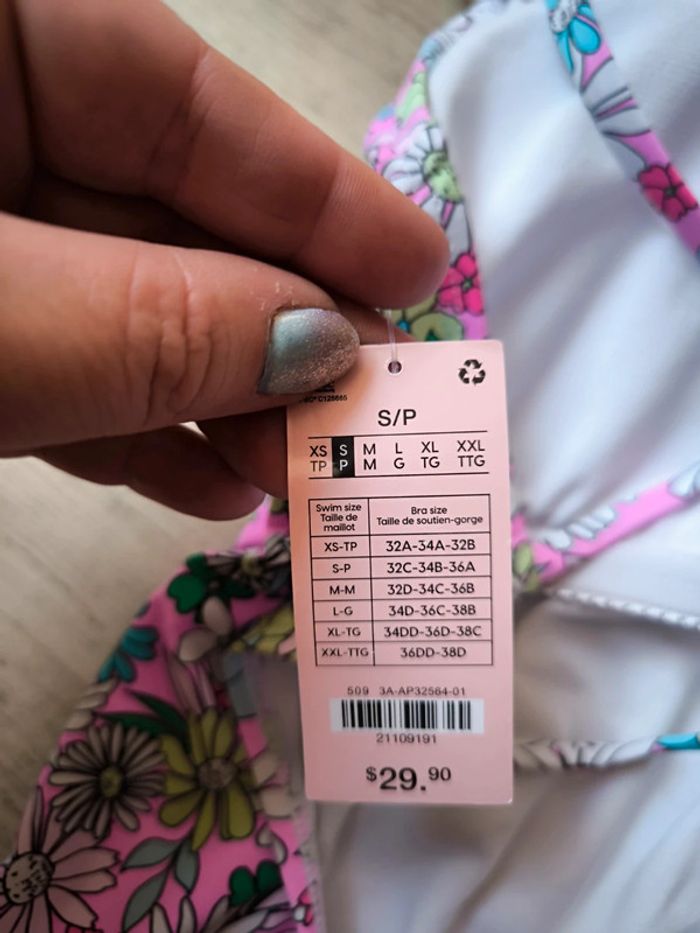 S/P
XS S M L XL XXL
TP P M G TG TTG
Swim size Bra size
Taille de maillot Taille de soutien-gorge
XS-TP 32A-34A-32B
S-P 32C-34B-36A
M-M 32D-34C-36B
L-G 34D-36C-38B
XL-TG 34DD-36D-38C
XXL-TTG 36DD-38D
509 3A-AP32564-01
21109191
$29.90